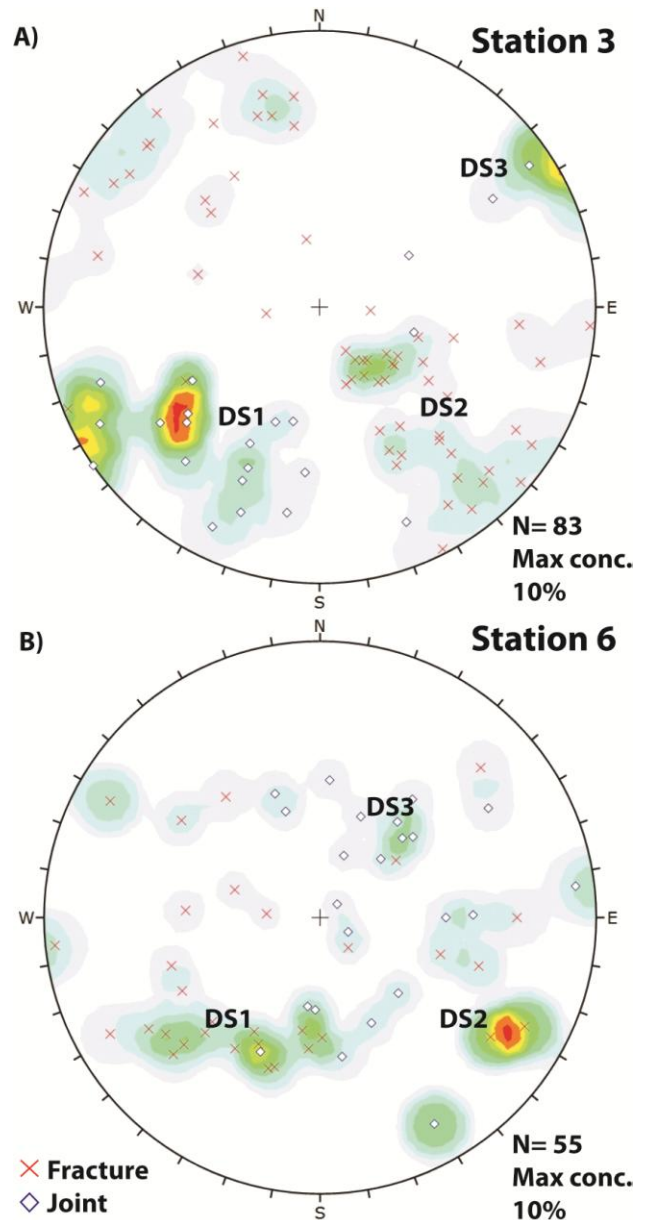 A)
Station 3
N
DS3
W
E
DS1
DS2
N= 83
Max conc.
10%
S
B)
Station 6
N
DS3
W
E
DS1
DS2
N= 55
Max conc.
10%
Fracture
Joint
S